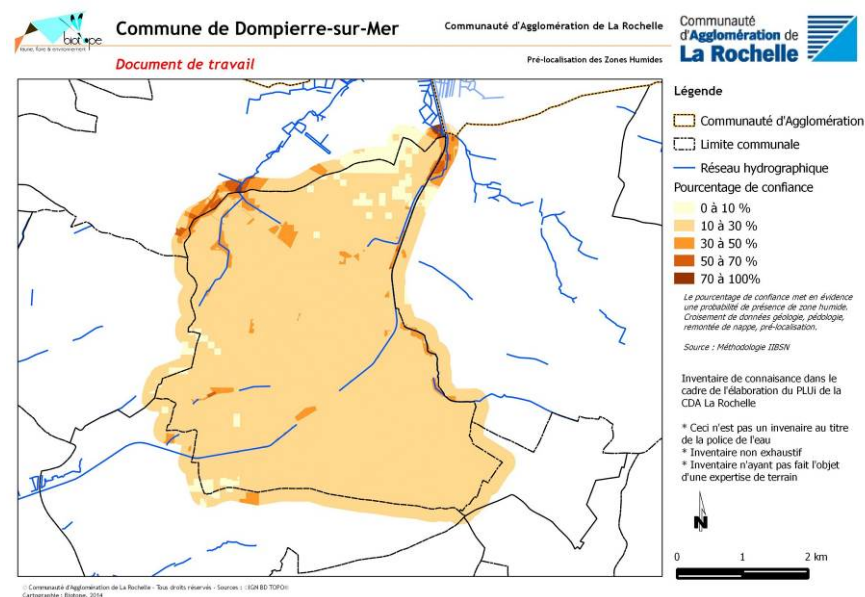 biotope
faune, flore & environnement
Commune de Dompierre-sur-Mer
Document de travail
Communauté d'Agglomération de La Rochelle
Pré-localisation des Zones Humides
Communauté
d'Agglomération de
La Rochelle
Légende
Communauté d'Agglomération
Limite communale
Réseau hydrographique
Pourcentage de confiance
0 à 10 %
10 à 30 %
30 à 50 %
50 à 70 %
70 à 100%
Le pourcentage de confiance met en évidence
une probabilité de présence de zone humide.
Croisement de données géologie, pédologie,
remontée de nappe, pré-localisation.
Source : Méthodologie IIBSN
Inventaire de connaisance dans le
cadre de l'élaboration du PLUi de la
CDA La Rochelle
* Ceci n'est pas un invenaire au titre
de la police de l'eau
* Inventaire non exhaustif
* Inventaire n'ayant pas fait l'objet
d'une expertise de terrain
N
0 1 2 km
© Communauté d'Agglomération de La Rochelle - Tous droits réservés - Sources : ©IGN BD TOPO®
Cartographie : Biotope, 2014